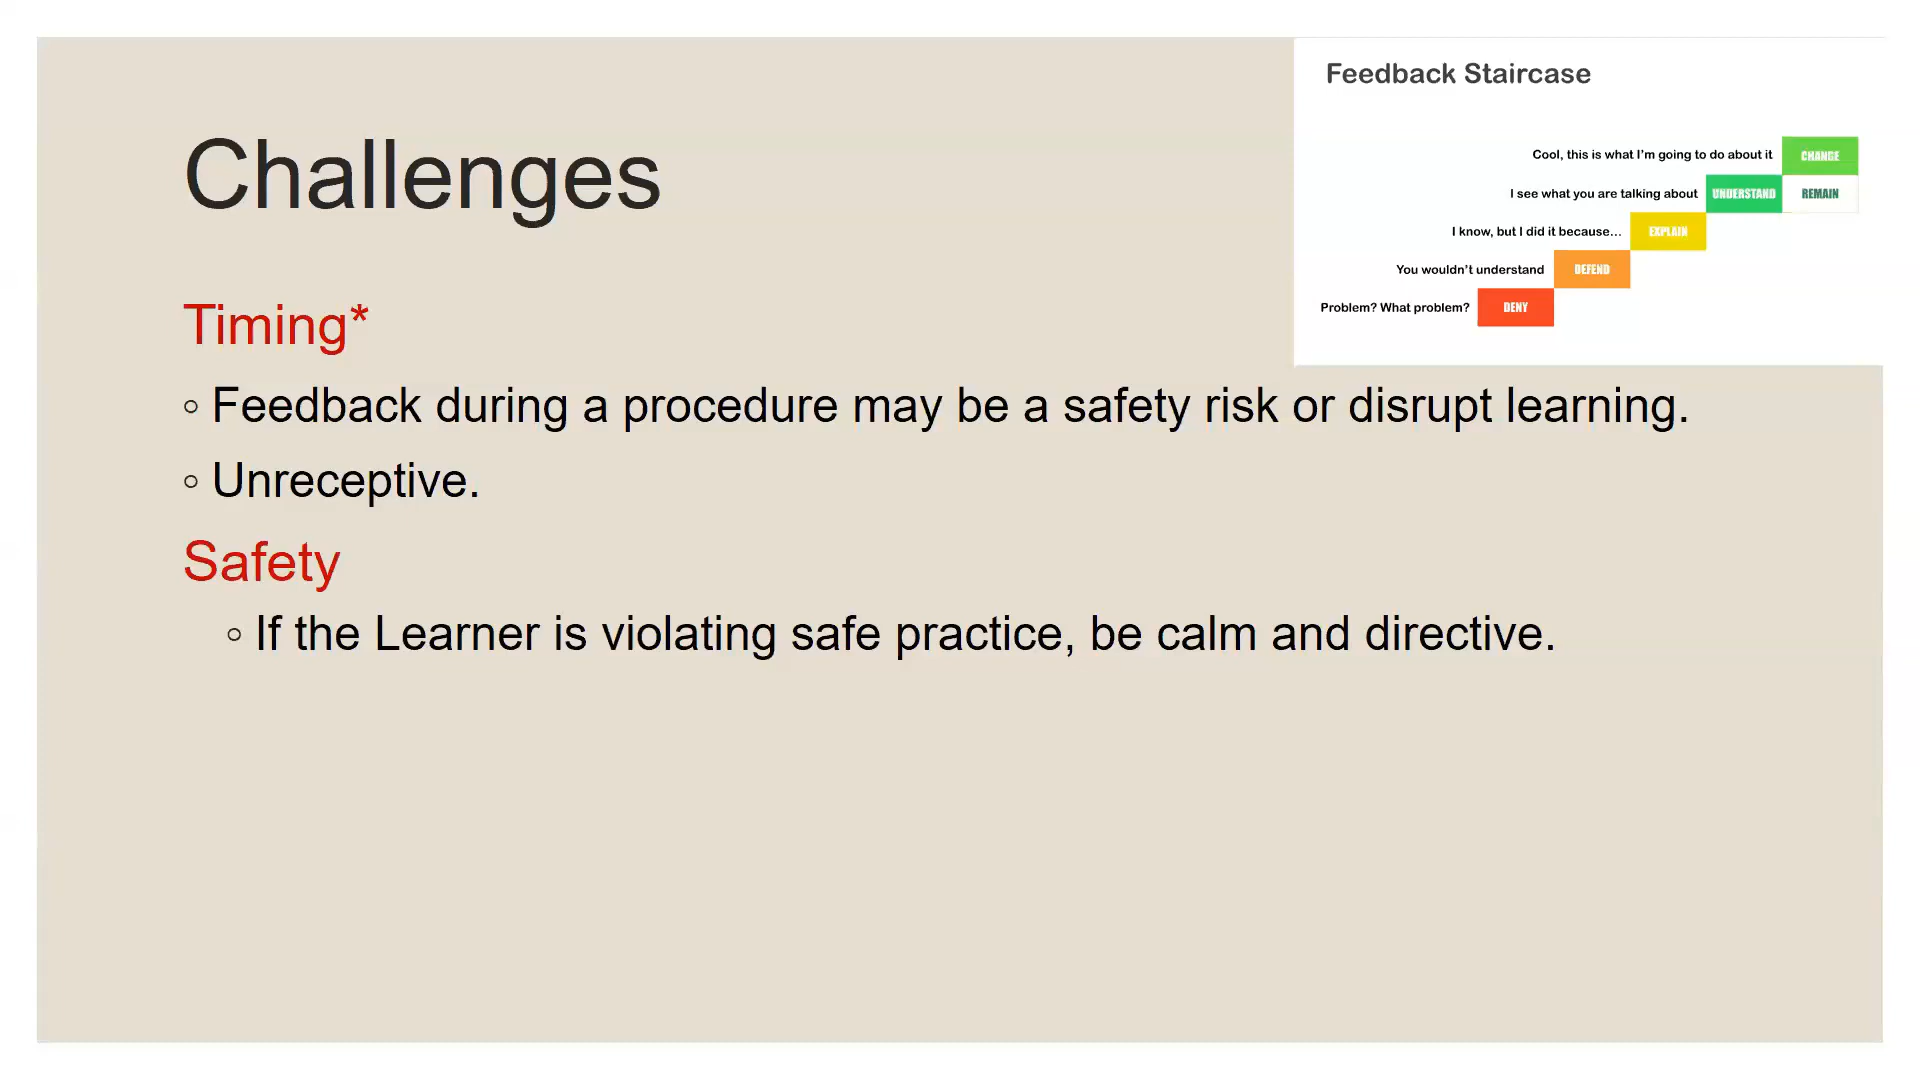 Feedback Staircase
Cool, this is what I'm going to do about it CHANGE
I see what you are talking about UNDERSTAND REMAIN
I know, but I did it because... EXPLAIN
You wouldn't understand DEFEND
Problem? What problem? DENY
Challenges
Timing*
◦ Feedback during a procedure may be a safety risk or disrupt learning.
◦ Unreceptive.
Safety
◦ If the Learner is violating safe practice, be calm and directive.